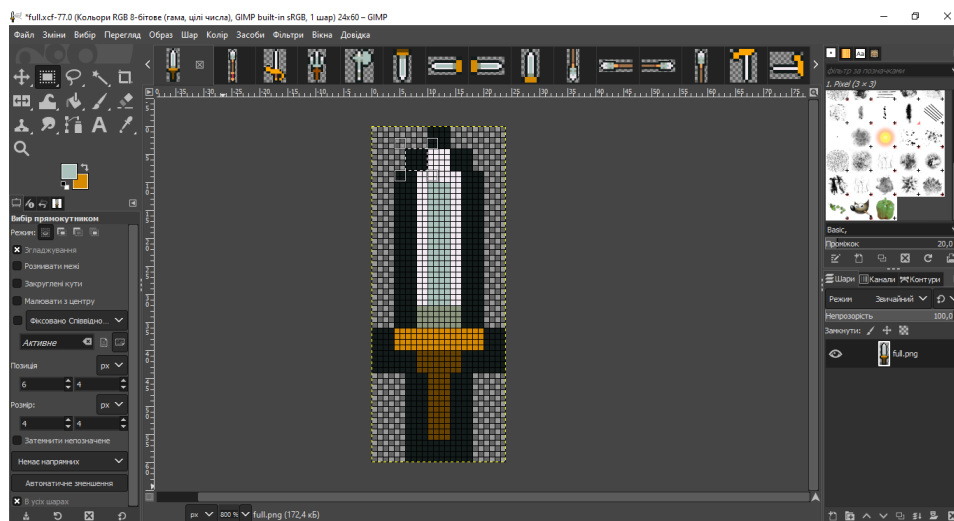 *full.xcf-77.0 (Кольори RGB 8-бітове (гама, цілі числа), GIMP built-in sRGB, 1 шар) 24x60 – GIMP
Файл Зміни Вибір Перегляд Образ Шар Колір Засоби Фільтри Вікна Довідка
фільтр за позначками
1. Pixel (3 × 3)
Basic,
Проміжок 20,0
Шари Канали Контури
Режим Звичайний
Непрозорість 100,0
Замкнути:
full.png
Вибір прямокутником
Режим:
Згладжування
Розмивати межі
Закруглені кути
Малювати з центру
Фіксовано Співвідно...
Активне
Позиція px
6 4
Розмір: px
4 4
Затемнити непозначене
Немає напрямних
Автоматичне зменшення
В усіх шарах
px 800 % full.png (172,4 кБ)